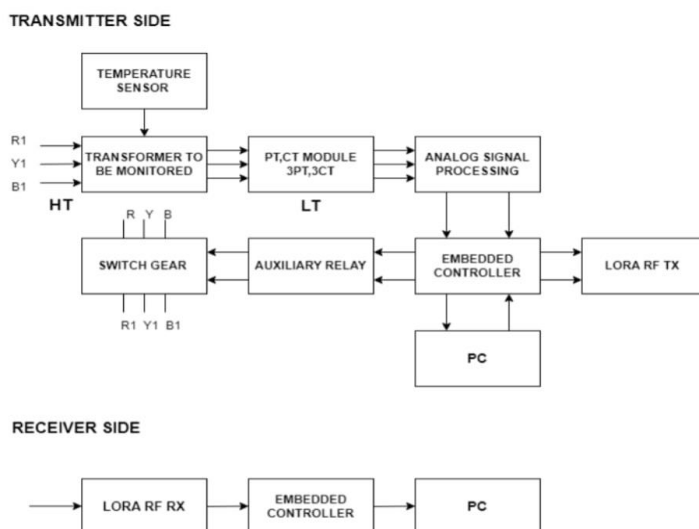 TRANSMITTER SIDE
TEMPERATURE
SENSOR
R1
Y1
B1
TRANSFORMER TO
BE MONITORED
PT,CT MODULE
3PT,3CT
ANALOG SIGNAL
PROCESSING
HT
LT
R Y B
SWITCH GEAR
AUXILIARY RELAY
EMBEDDED
CONTROLLER
LORA RF TX
R1 Y1 B1
PC
RECEIVER SIDE
LORA RF RX
EMBEDDED
CONTROLLER
PC